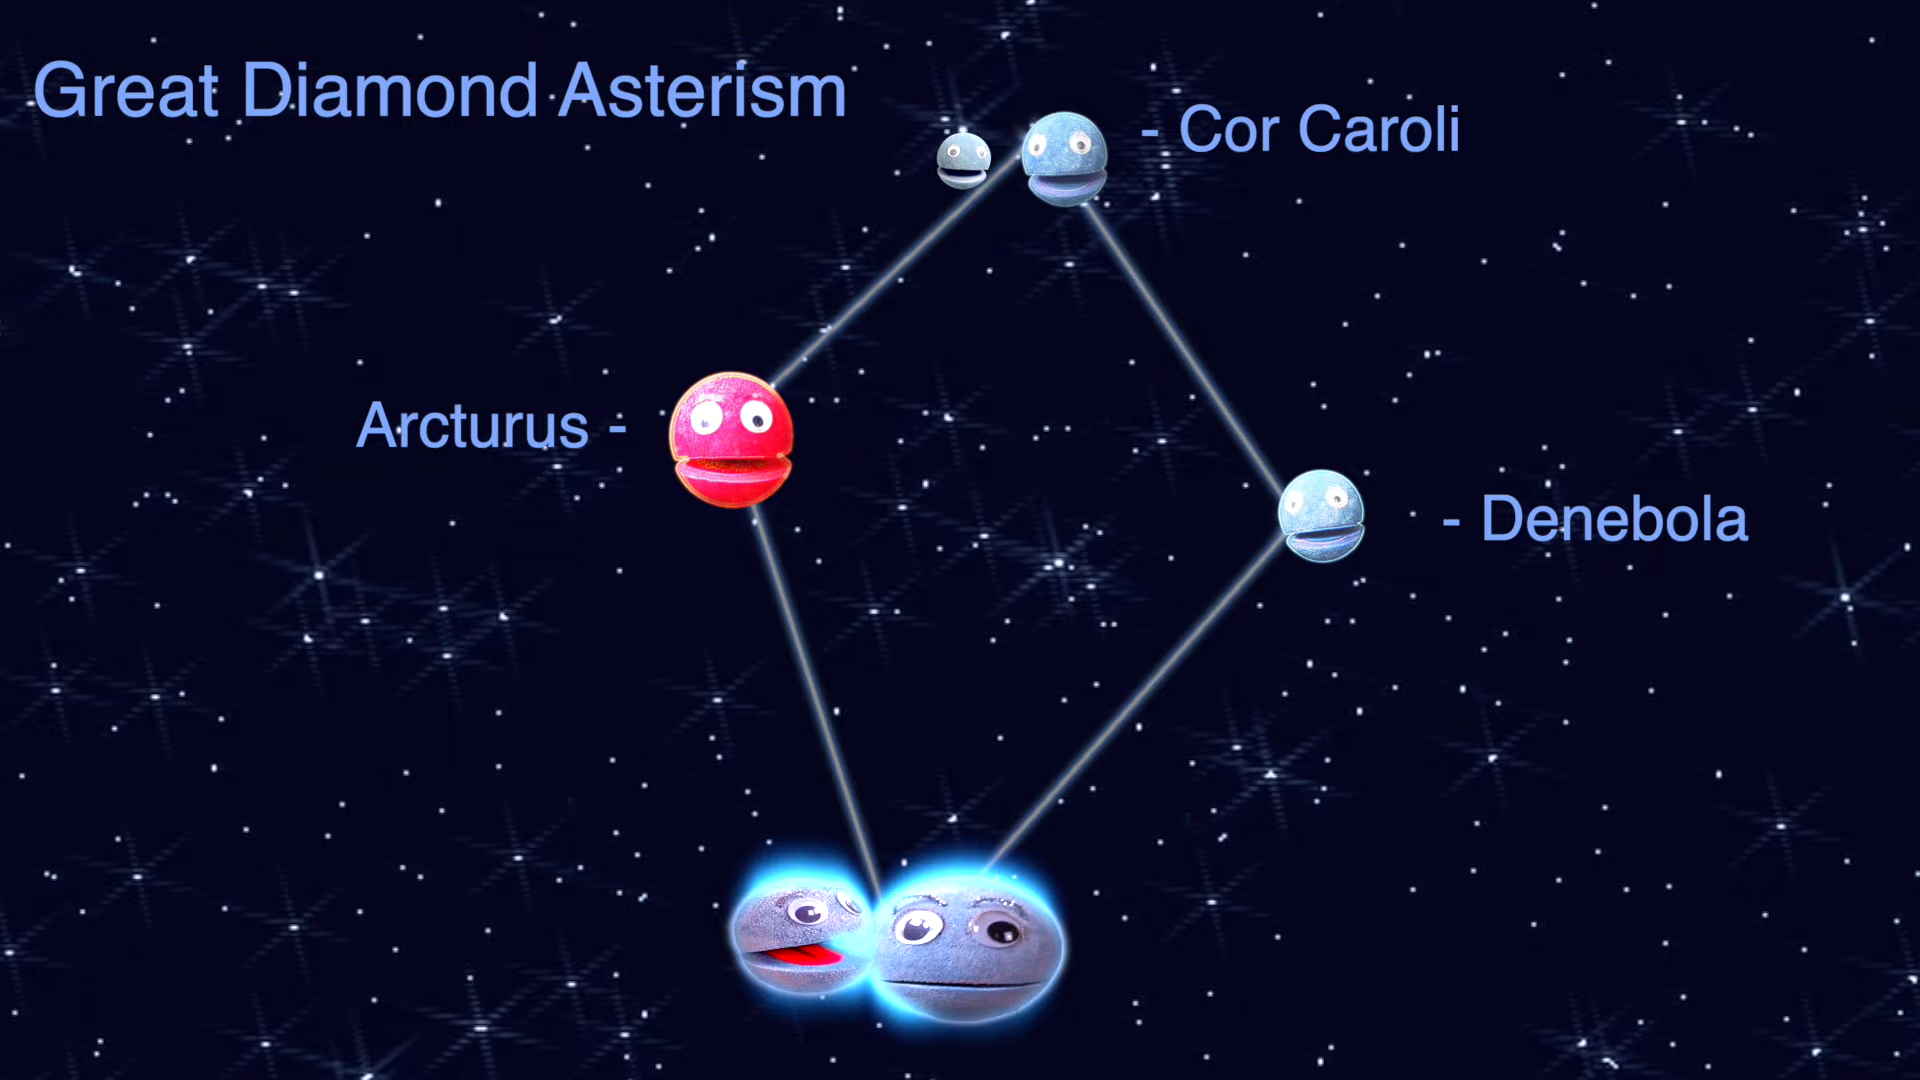 Great Diamond Asterism
- Cor Caroli
Arcturus -
- Denebola